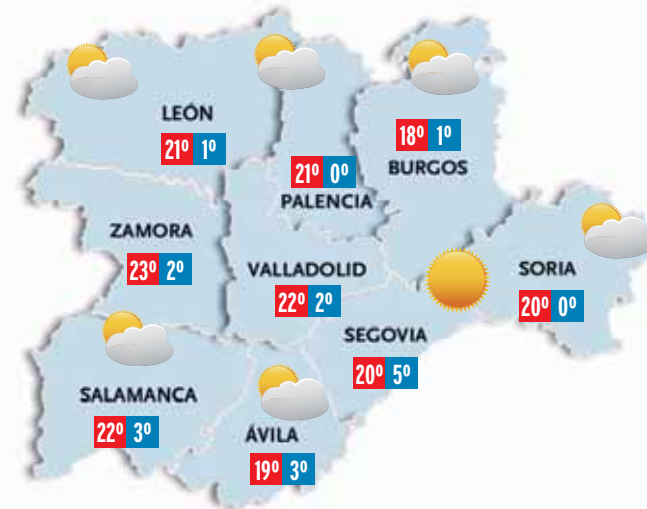 LEÓN
21º 1º
18º 1º
BURGOS
21º 0º
PALENCIA
ZAMORA
23º 2º
VALLADOLID
22º 2º
SORIA
20º 0º
SEGOVIA
20º 5º
SALAMANCA
22º 3º
ÁVILA
19º 3º